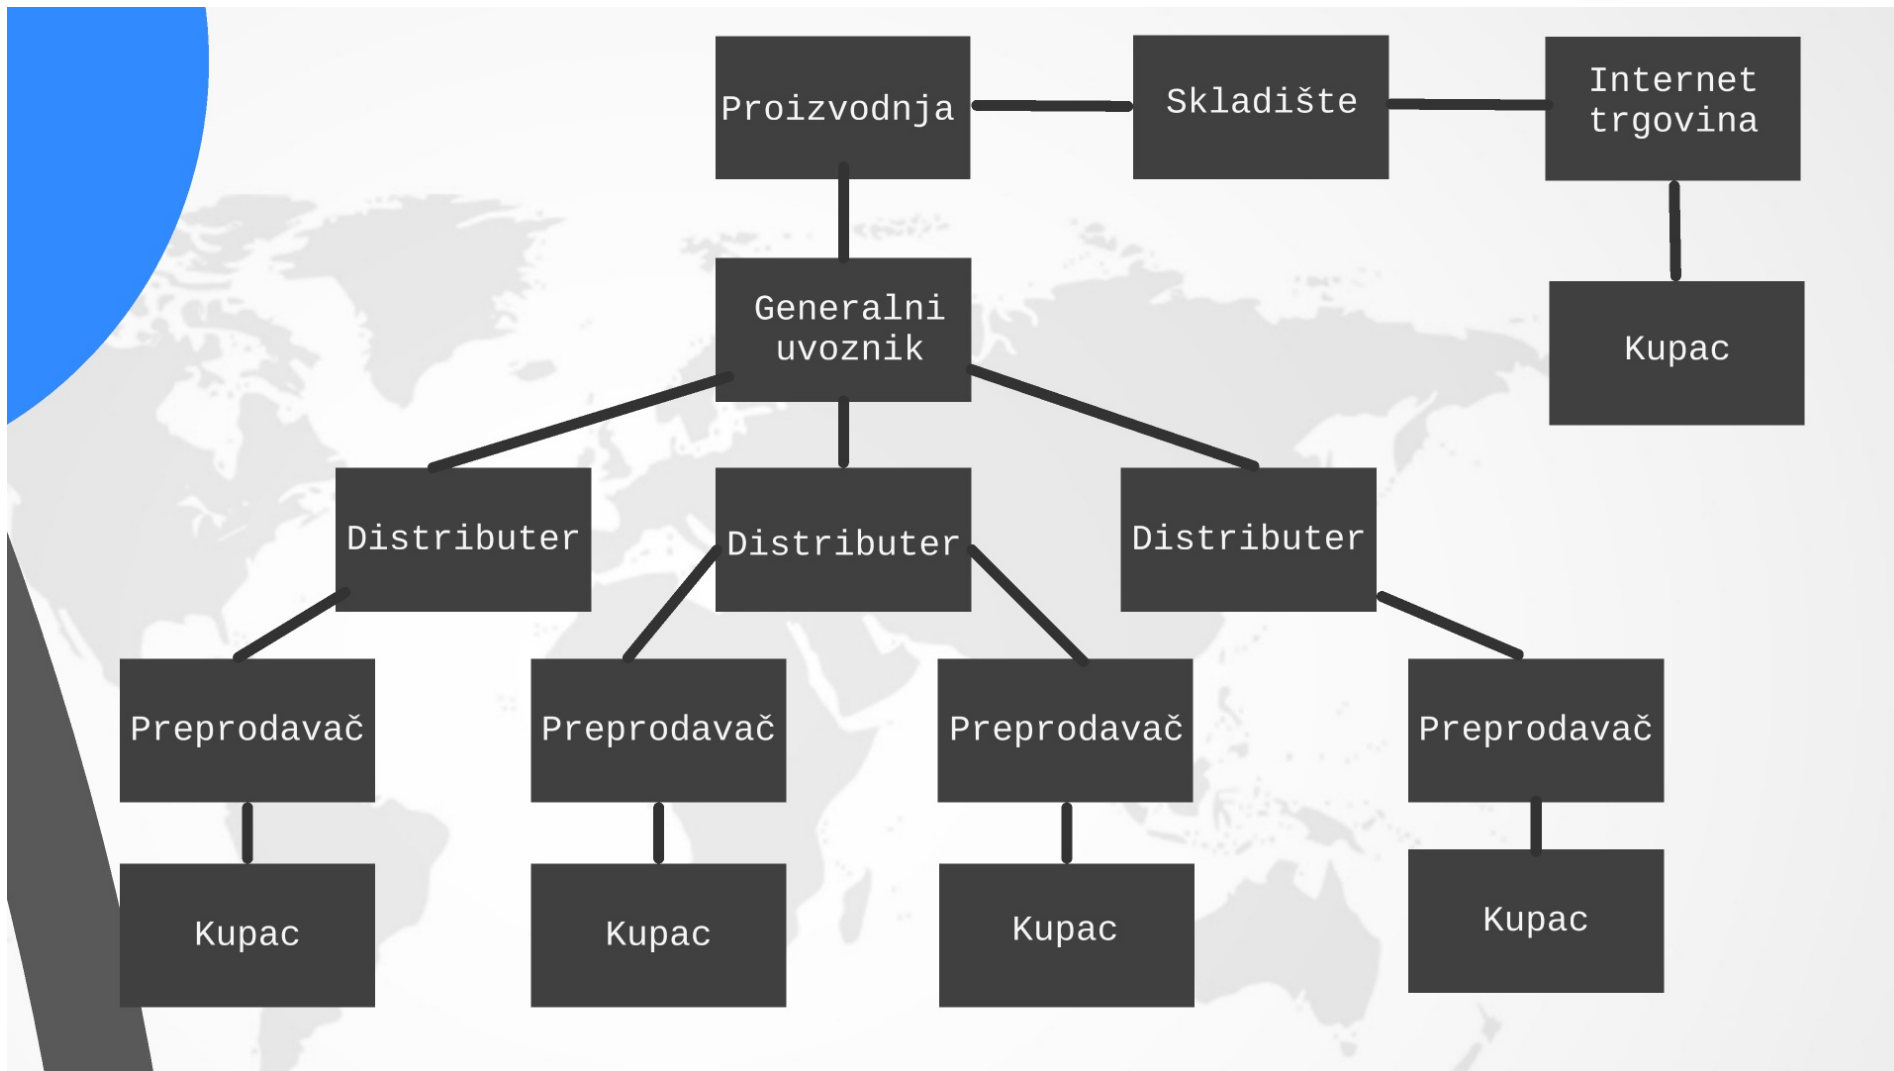 Proizvodnja
Skladište
Internet
trgovina
Generalni
uvoznik
Kupac
Distributer
Distributer
Distributer
Preprodavač
Preprodavač
Preprodavač
Preprodavač
Kupac
Kupac
Kupac
Kupac